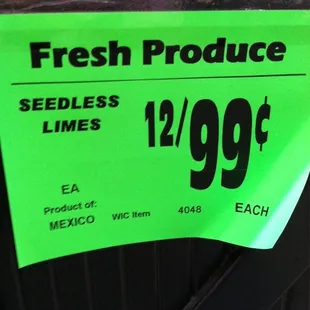 Fresh Produce
SEEDLESS
LIMES
12/99¢
EA
Product of:
MEXICO
WIC Item
4048
EACH